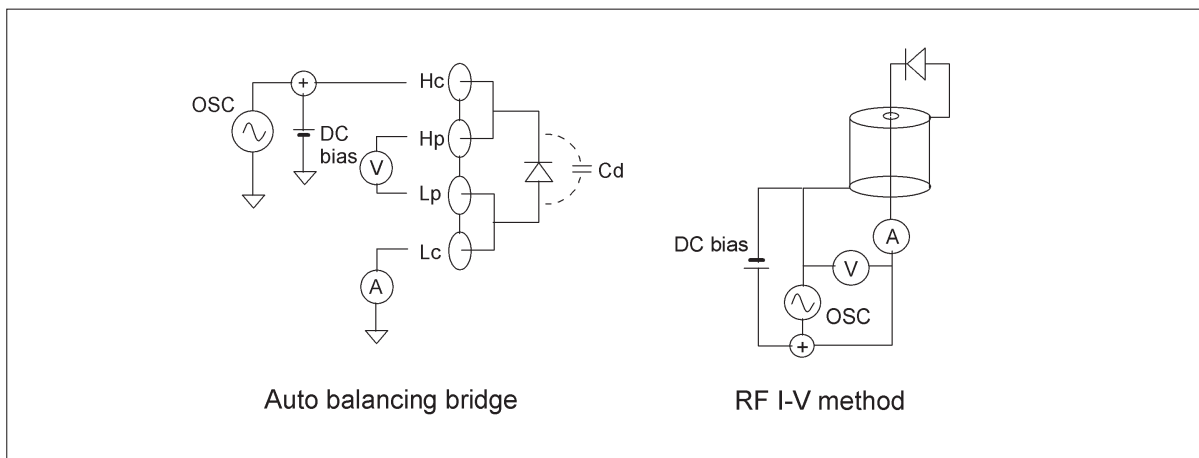 OSC
+
DC
bias
V
A
Hc
Hp
Lp
Lc
Cd
Auto balancing bridge
DC bias
A
V
OSC
+
RF I-V method